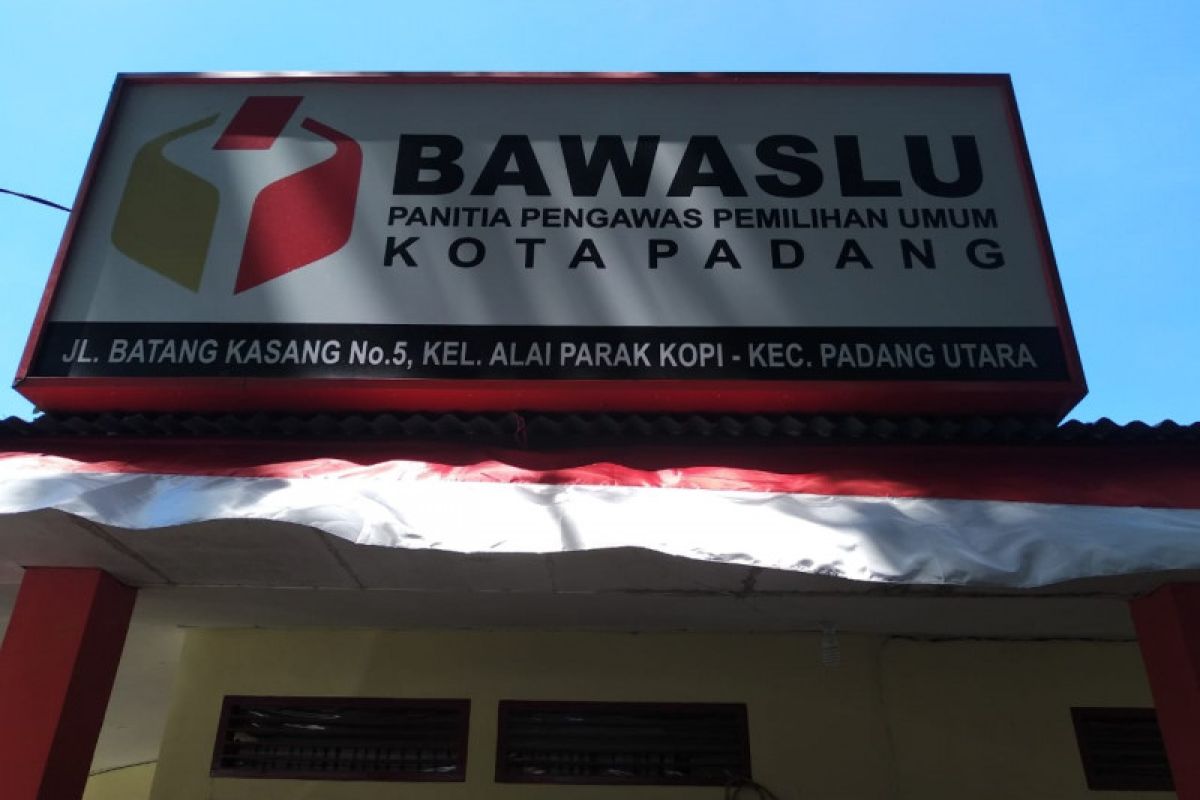 BAWASLU
PANITIA PENGAWAS PEMILIHAN UMUM
KOTA PADANG
JL. BATANG KASANG No.5, KEL. ALAI PARAK KOPI - KEC. PADANG UTARA